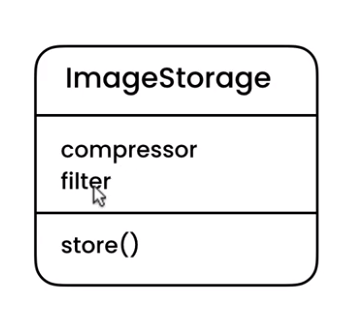 ImageStorage
compressor
filter
store()